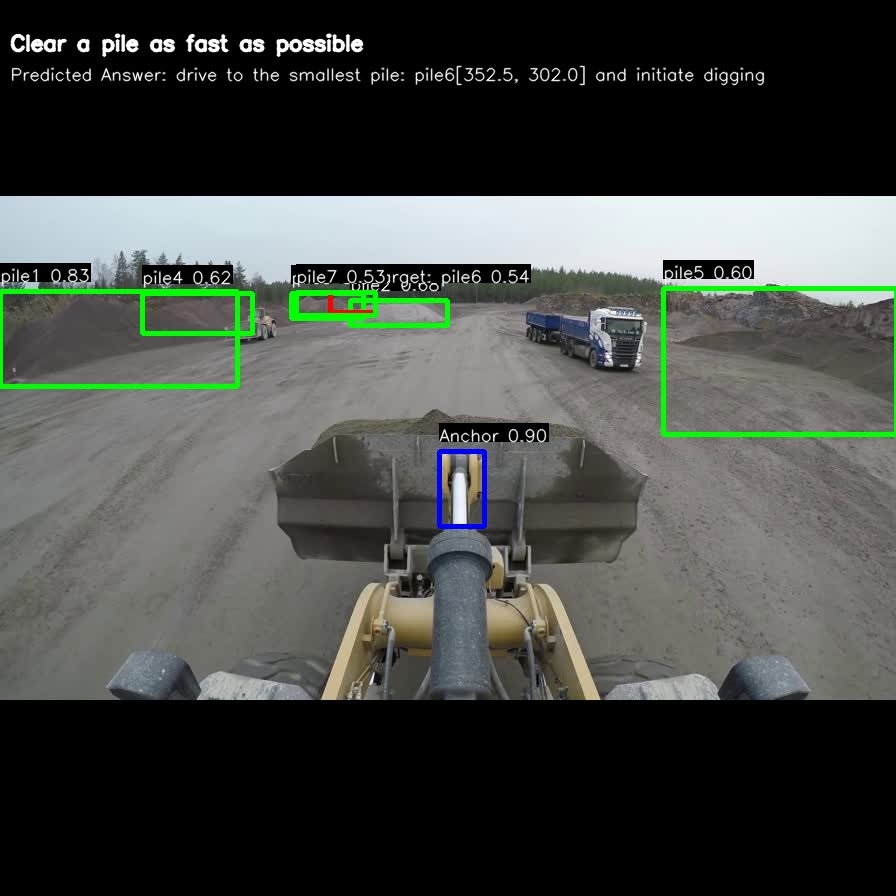 Clear a pile as fast as possible
Predicted Answer: drive to the smallest pile: pile6[352.5, 302.0] and initiate digging
pile1 0.83
pile4 0.62
pile7 0.53
rget: pile6 0.54
pile5 0.60
Anchor 0.90